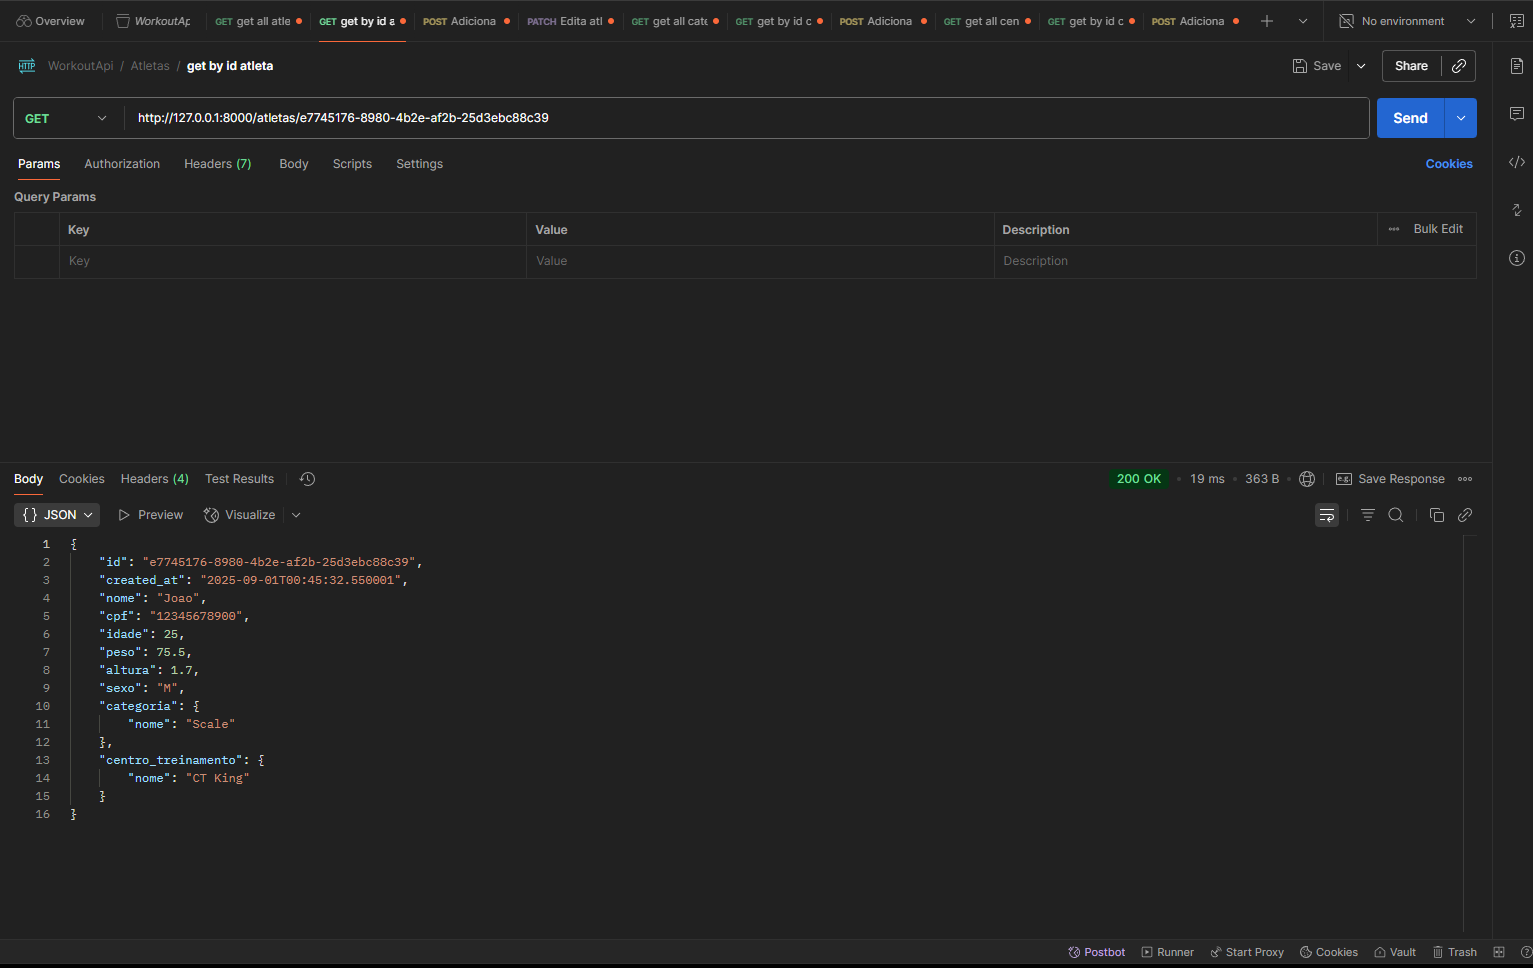 Overview WorkoutAp GET get all atle GET get by id a POST Adiciona PATCH Edita atl GET get all cate GET get by id c POST Adiciona GET get all cen GET get by id c POST Adiciona No environment
HTTP WorkoutApi / Atletas / get by id atleta Save Share
GET http://127.0.0.1:8000/atletas/e7745176-8980-4b2e-af2b-25d3ebc88c39 Send
Params Authorization Headers (7) Body Scripts Settings Cookies
Query Params
Key Value Description Bulk Edit
Key Value Description
Body Cookies Headers (4) Test Results 200 OK 19 ms 363 B e.g. Save Response
{} JSON Preview Visualize
1 {
2 "id": "e7745176-8980-4b2e-af2b-25d3ebc88c39",
3 "created_at": "2025-09-01T00:45:32.550001",
4 "nome": "Joao",
5 "cpf": "12345678900",
6 "idade": 25,
7 "peso": 75.5,
8 "altura": 1.7,
9 "sexo": "M",
10 "categoria": {
11 "nome": "Scale"
12 },
13 "centro_treinamento": {
14 "nome": "CT King"
15 }
16 }
Postbot Runner Start Proxy Cookies Vault Trash